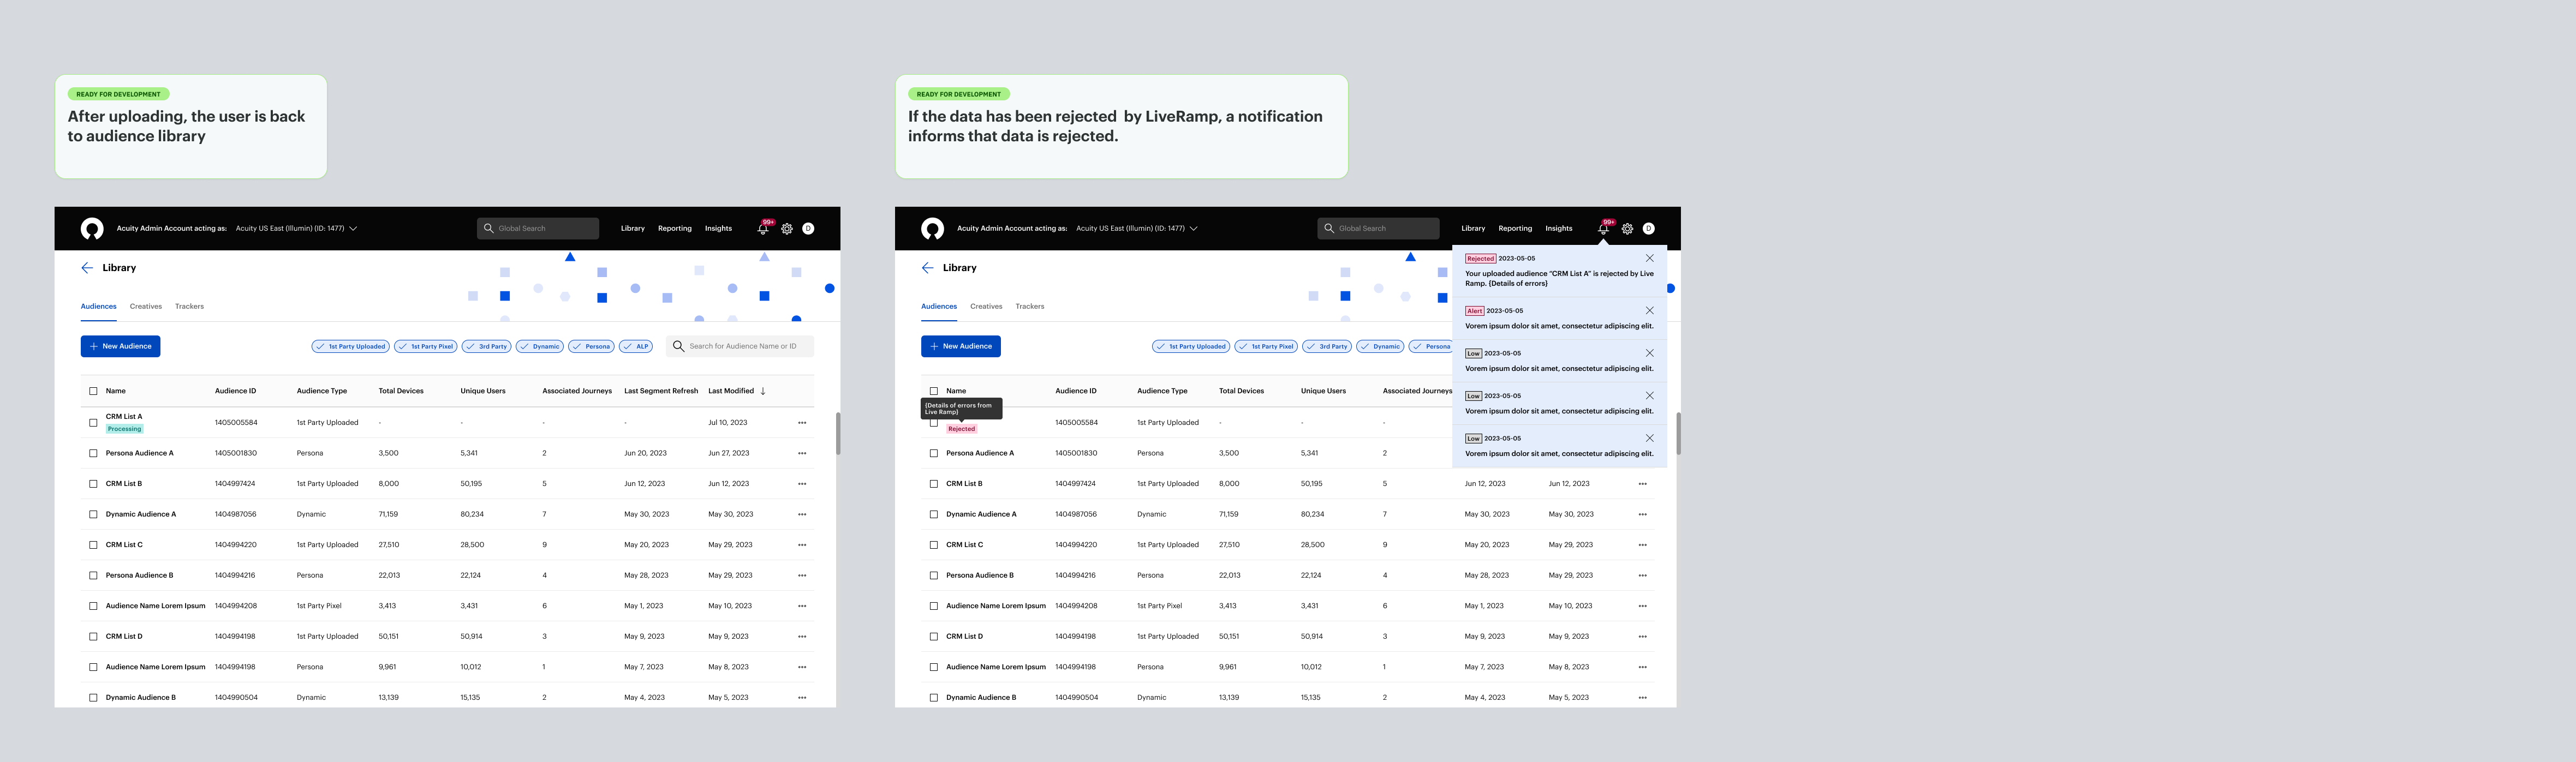 READY FOR DEVELOPMENT
After uploading, the user is back
to audience library
Acuity Admin Account acting as: Acuity US East (Illumin) (ID: 1477)
Global Search
Library Reporting Insights 99+ D
Library
Audiences Creatives Trackers
New Audience
1st Party Uploaded 1st Party Pixel 3rd Party Dynamic Persona ALP
Search for Audience Name or ID
Name Audience ID Audience Type Total Devices Unique Users Associated Journeys Last Segment Refresh Last Modified
CRM List A
Processing
1405005584 1st Party Uploaded - - - - Jul 10, 2023
Persona Audience A 1405001830 Persona 3,500 5,341 2 Jun 20, 2023 Jun 27, 2023
CRM List B 1404997424 1st Party Uploaded 8,000 50,195 5 Jun 12, 2023 Jun 12, 2023
Dynamic Audience A 1404987056 Dynamic 71,159 80,234 7 May 30, 2023 May 30, 2023
CRM List C 1404994220 1st Party Uploaded 27,510 28,500 9 May 20, 2023 May 29, 2023
Persona Audience B 1404994216 Persona 22,013 22,124 4 May 28, 2023 May 29, 2023
Audience Name Lorem Ipsum 1404994208 1st Party Pixel 3,413 3,431 6 May 1, 2023 May 10, 2023
CRM List D 1404994198 1st Party Uploaded 50,151 50,914 3 May 9, 2023 May 9, 2023
Audience Name Lorem Ipsum 1404994198 Persona 9,961 10,012 1 May 7, 2023 May 8, 2023
Dynamic Audience B 1404990504 Dynamic 13,139 15,135 2 May 4, 2023 May 5, 2023
READY FOR DEVELOPMENT
If the data has been rejected by LiveRamp, a notification
informs that data is rejected.
Acuity Admin Account acting as: Acuity US East (Illumin) (ID: 1477)
Global Search
Library Reporting Insights 99+ D
Library
Audiences Creatives Trackers
New Audience
1st Party Uploaded 1st Party Pixel 3rd Party Dynamic Persona
Rejected 2023-05-05
Your uploaded audience “CRM List A” is rejected by Live
Ramp. {Details of errors}
Alert 2023-05-05
Vorem ipsum dolor sit amet, consectetur adipiscing elit.
Low 2023-05-05
Vorem ipsum dolor sit amet, consectetur adipiscing elit.
Low 2023-05-05
Vorem ipsum dolor sit amet, consectetur adipiscing elit.
Low 2023-05-05
Vorem ipsum dolor sit amet, consectetur adipiscing elit.
Name Audience ID Audience Type Total Devices Unique Users Associated Journeys
{Details of errors from
Live Ramp}
Rejected
1405005584 1st Party Uploaded - - -
Persona Audience A 1405001830 Persona 3,500 5,341 2
CRM List B 1404997424 1st Party Uploaded 8,000 50,195 5 Jun 12, 2023 Jun 12, 2023
Dynamic Audience A 1404987056 Dynamic 71,159 80,234 7 May 30, 2023 May 30, 2023
CRM List C 1404994220 1st Party Uploaded 27,510 28,500 9 May 20, 2023 May 29, 2023
Persona Audience B 1404994216 Persona 22,013 22,124 4 May 28, 2023 May 29, 2023
Audience Name Lorem Ipsum 1404994208 1st Party Pixel 3,413 3,431 6 May 1, 2023 May 10, 2023
CRM List D 1404994198 1st Party Uploaded 50,151 50,914 3 May 9, 2023 May 9, 2023
Audience Name Lorem Ipsum 1404994198 Persona 9,961 10,012 1 May 7, 2023 May 8, 2023
Dynamic Audience B 1404990504 Dynamic 13,139 15,135 2 May 4, 2023 May 5, 2023